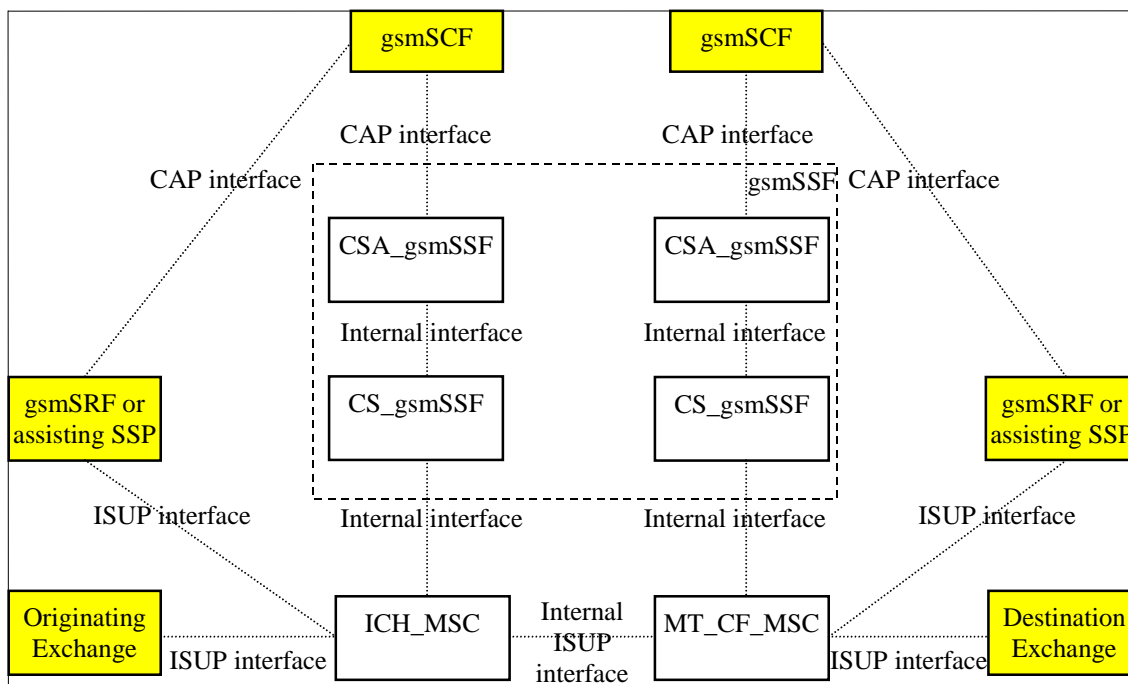 gsmSCF
gsmSCF
CAP interface
CAP interface
CAP interface
gsmSSF
CAP interface
CSA_gsmSSF
CSA_gsmSSF
Internal interface
Internal interface
gsmSRF or
assisting SSP
CS_gsmSSF
CS_gsmSSF
gsmSRF or
assisting SSP
ISUP interface
Internal interface
Internal interface
ISUP interface
Originating
Exchange
ICH_MSC
Internal
ISUP
interface
MT_CF_MSC
Destination
Exchange
ISUP interface
ISUP interface